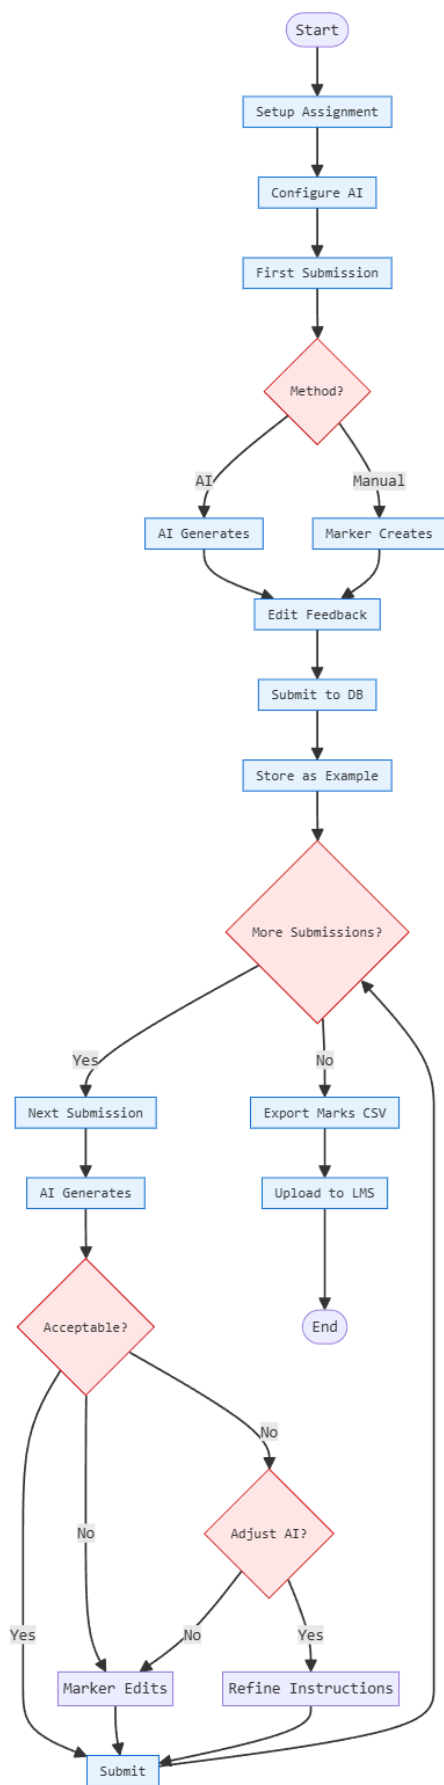 Start
Setup Assignment
Configure AI
First Submission
Method?
AI
Manual
AI Generates
Marker Creates
Edit Feedback
Submit to DB
Store as Example
More Submissions?
Yes
No
Next Submission
Export Marks CSV
AI Generates
Upload to LMS
Acceptable?
End
No
No
Adjust AI?
Yes
No
Yes
Marker Edits
Refine Instructions
Submit